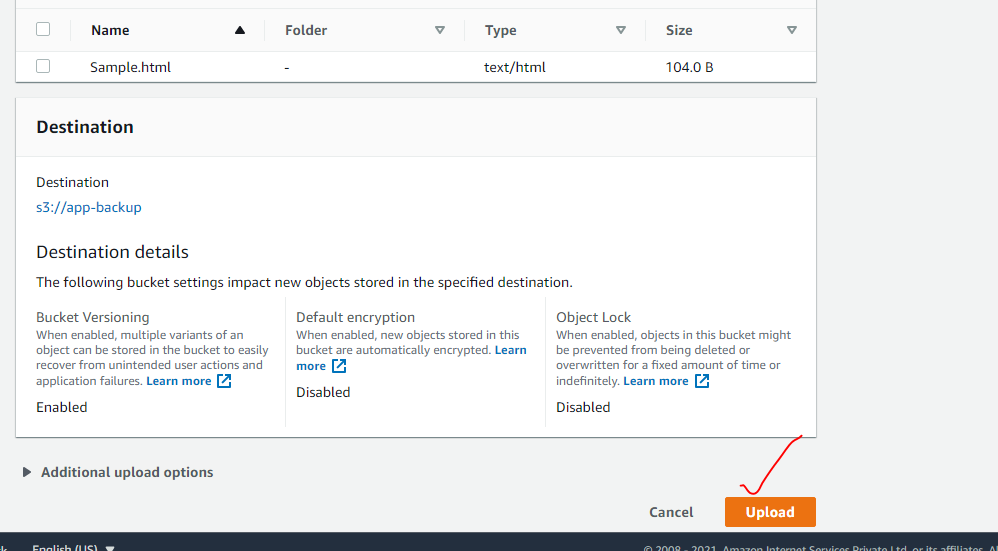 Name Folder Type Size
Sample.html - text/html 104.0 B
Destination
Destination
s3://app-backup
Destination details
The following bucket settings impact new objects stored in the specified destination.
Bucket Versioning
When enabled, multiple variants of an
object can be stored in the bucket to easily
recover from unintended user actions and
application failures. Learn more
Enabled
Default encryption
When enabled, new objects stored in this
bucket are automatically encrypted. Learn
more
Disabled
Object Lock
When enabled, objects in this bucket might
be prevented from being deleted or
overwritten for a fixed amount of time or
indefinitely. Learn more
Disabled
Additional upload options
Cancel Upload
English (US) © 2008 - 2021, Amazon Internet Services Private Ltd. or its affiliates.